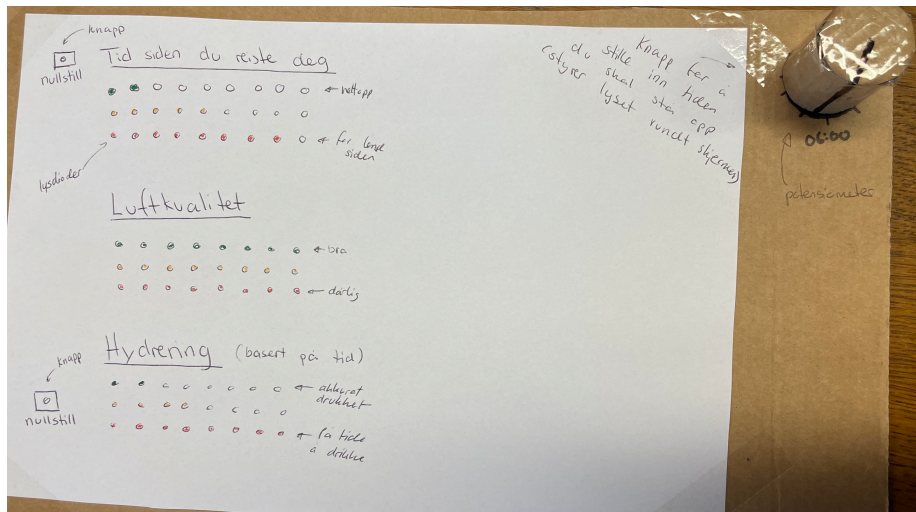 knapp
nullstill
Tid siden du reiste deg
nettopp
for lenge
siden
lysdioder
Luftkvalitet
bra
dårlig
knapp
nullstill
Hydrering (basert på tid)
akkurat
drukket
på tide
å drikke
Knapp for å
du stille inn tiden
du skal stå opp
(styrer lyset rundt skjermen)
06:00
potensiometer